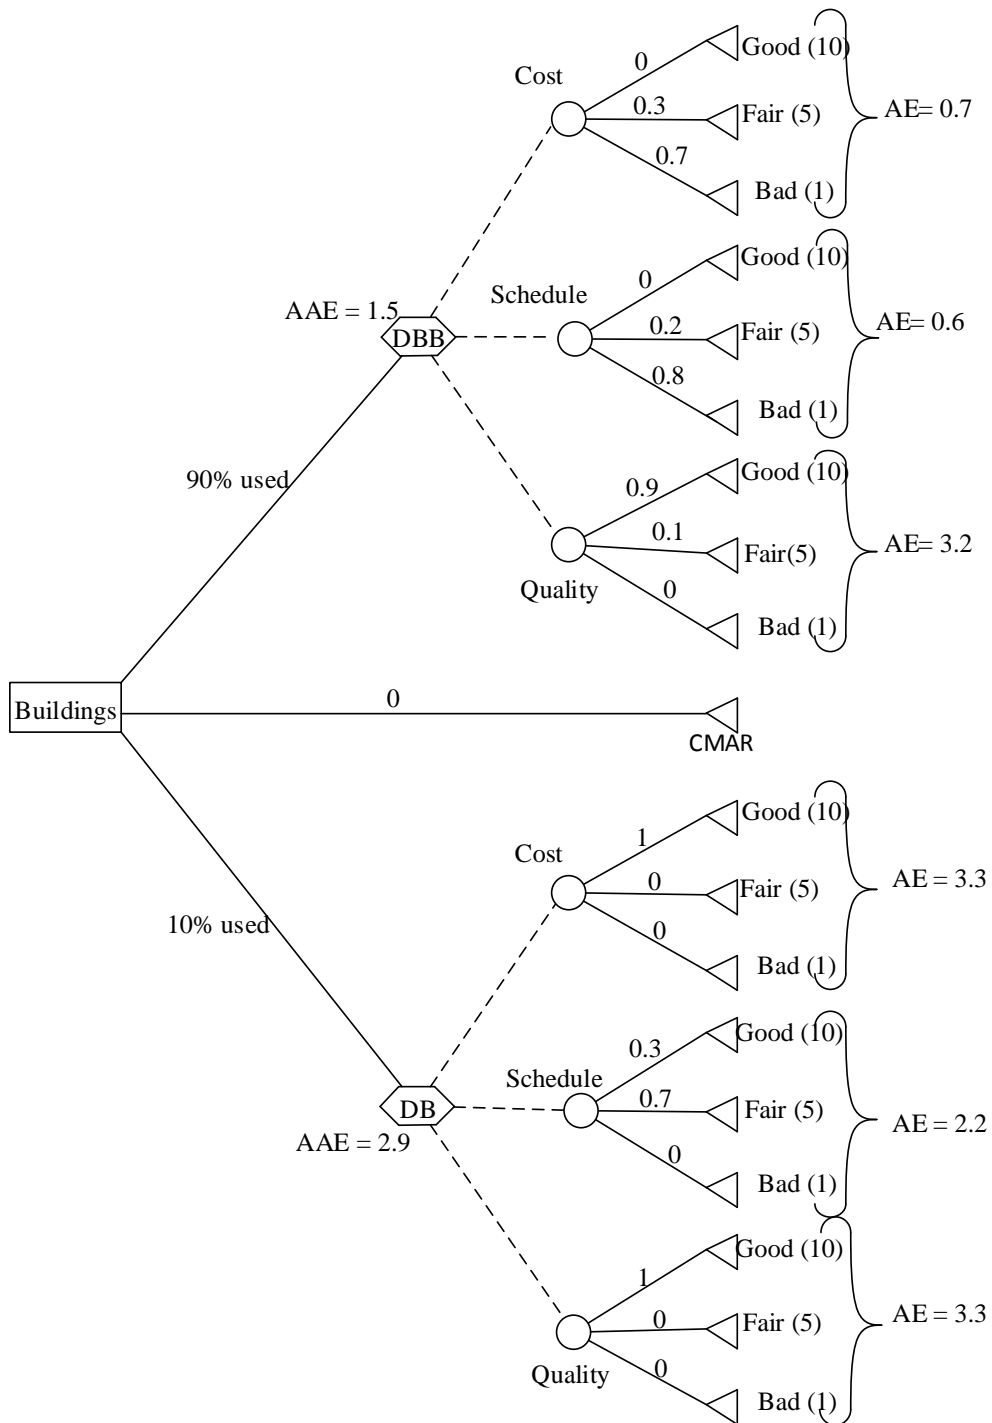 Cost
0
Good (10)
0.3
Fair (5)
0.7
Bad (1)
AE= 0.7
AAE = 1.5
DBB
Schedule
0
Good (10)
0.2
Fair (5)
0.8
Bad (1)
AE= 0.6
90% used
Quality
0.9
Good (10)
0.1
Fair(5)
0
Bad (1)
AE= 3.2
Buildings
0
CMAR
Cost
1
Good (10)
0
Fair (5)
0
Bad (1)
AE = 3.3
10% used
DB
AAE = 2.9
Schedule
0.3
Good (10)
0.7
Fair (5)
0
Bad (1)
AE = 2.2
Quality
1
Good (10)
0
Fair (5)
0
Bad (1)
AE = 3.3